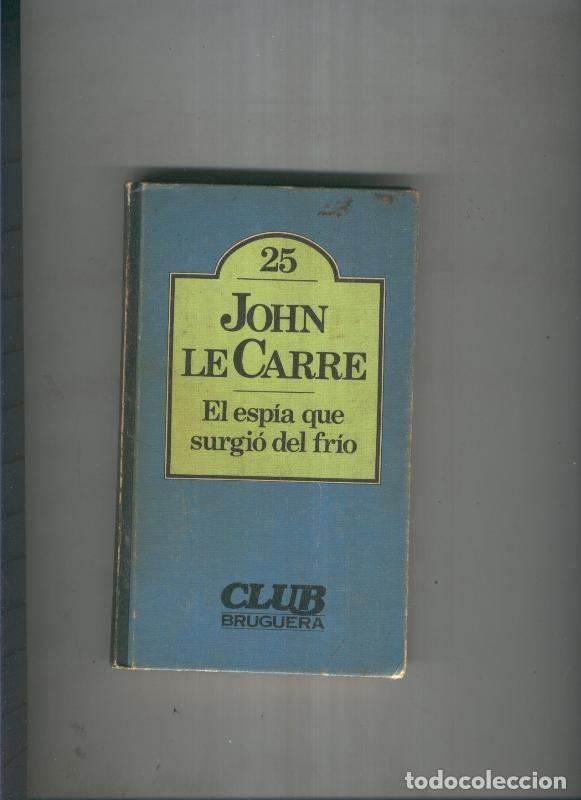 25
JOHN
LE CARRE
El espía que
surgió del frío
CLUB
BRUGUERA
todocoleccion